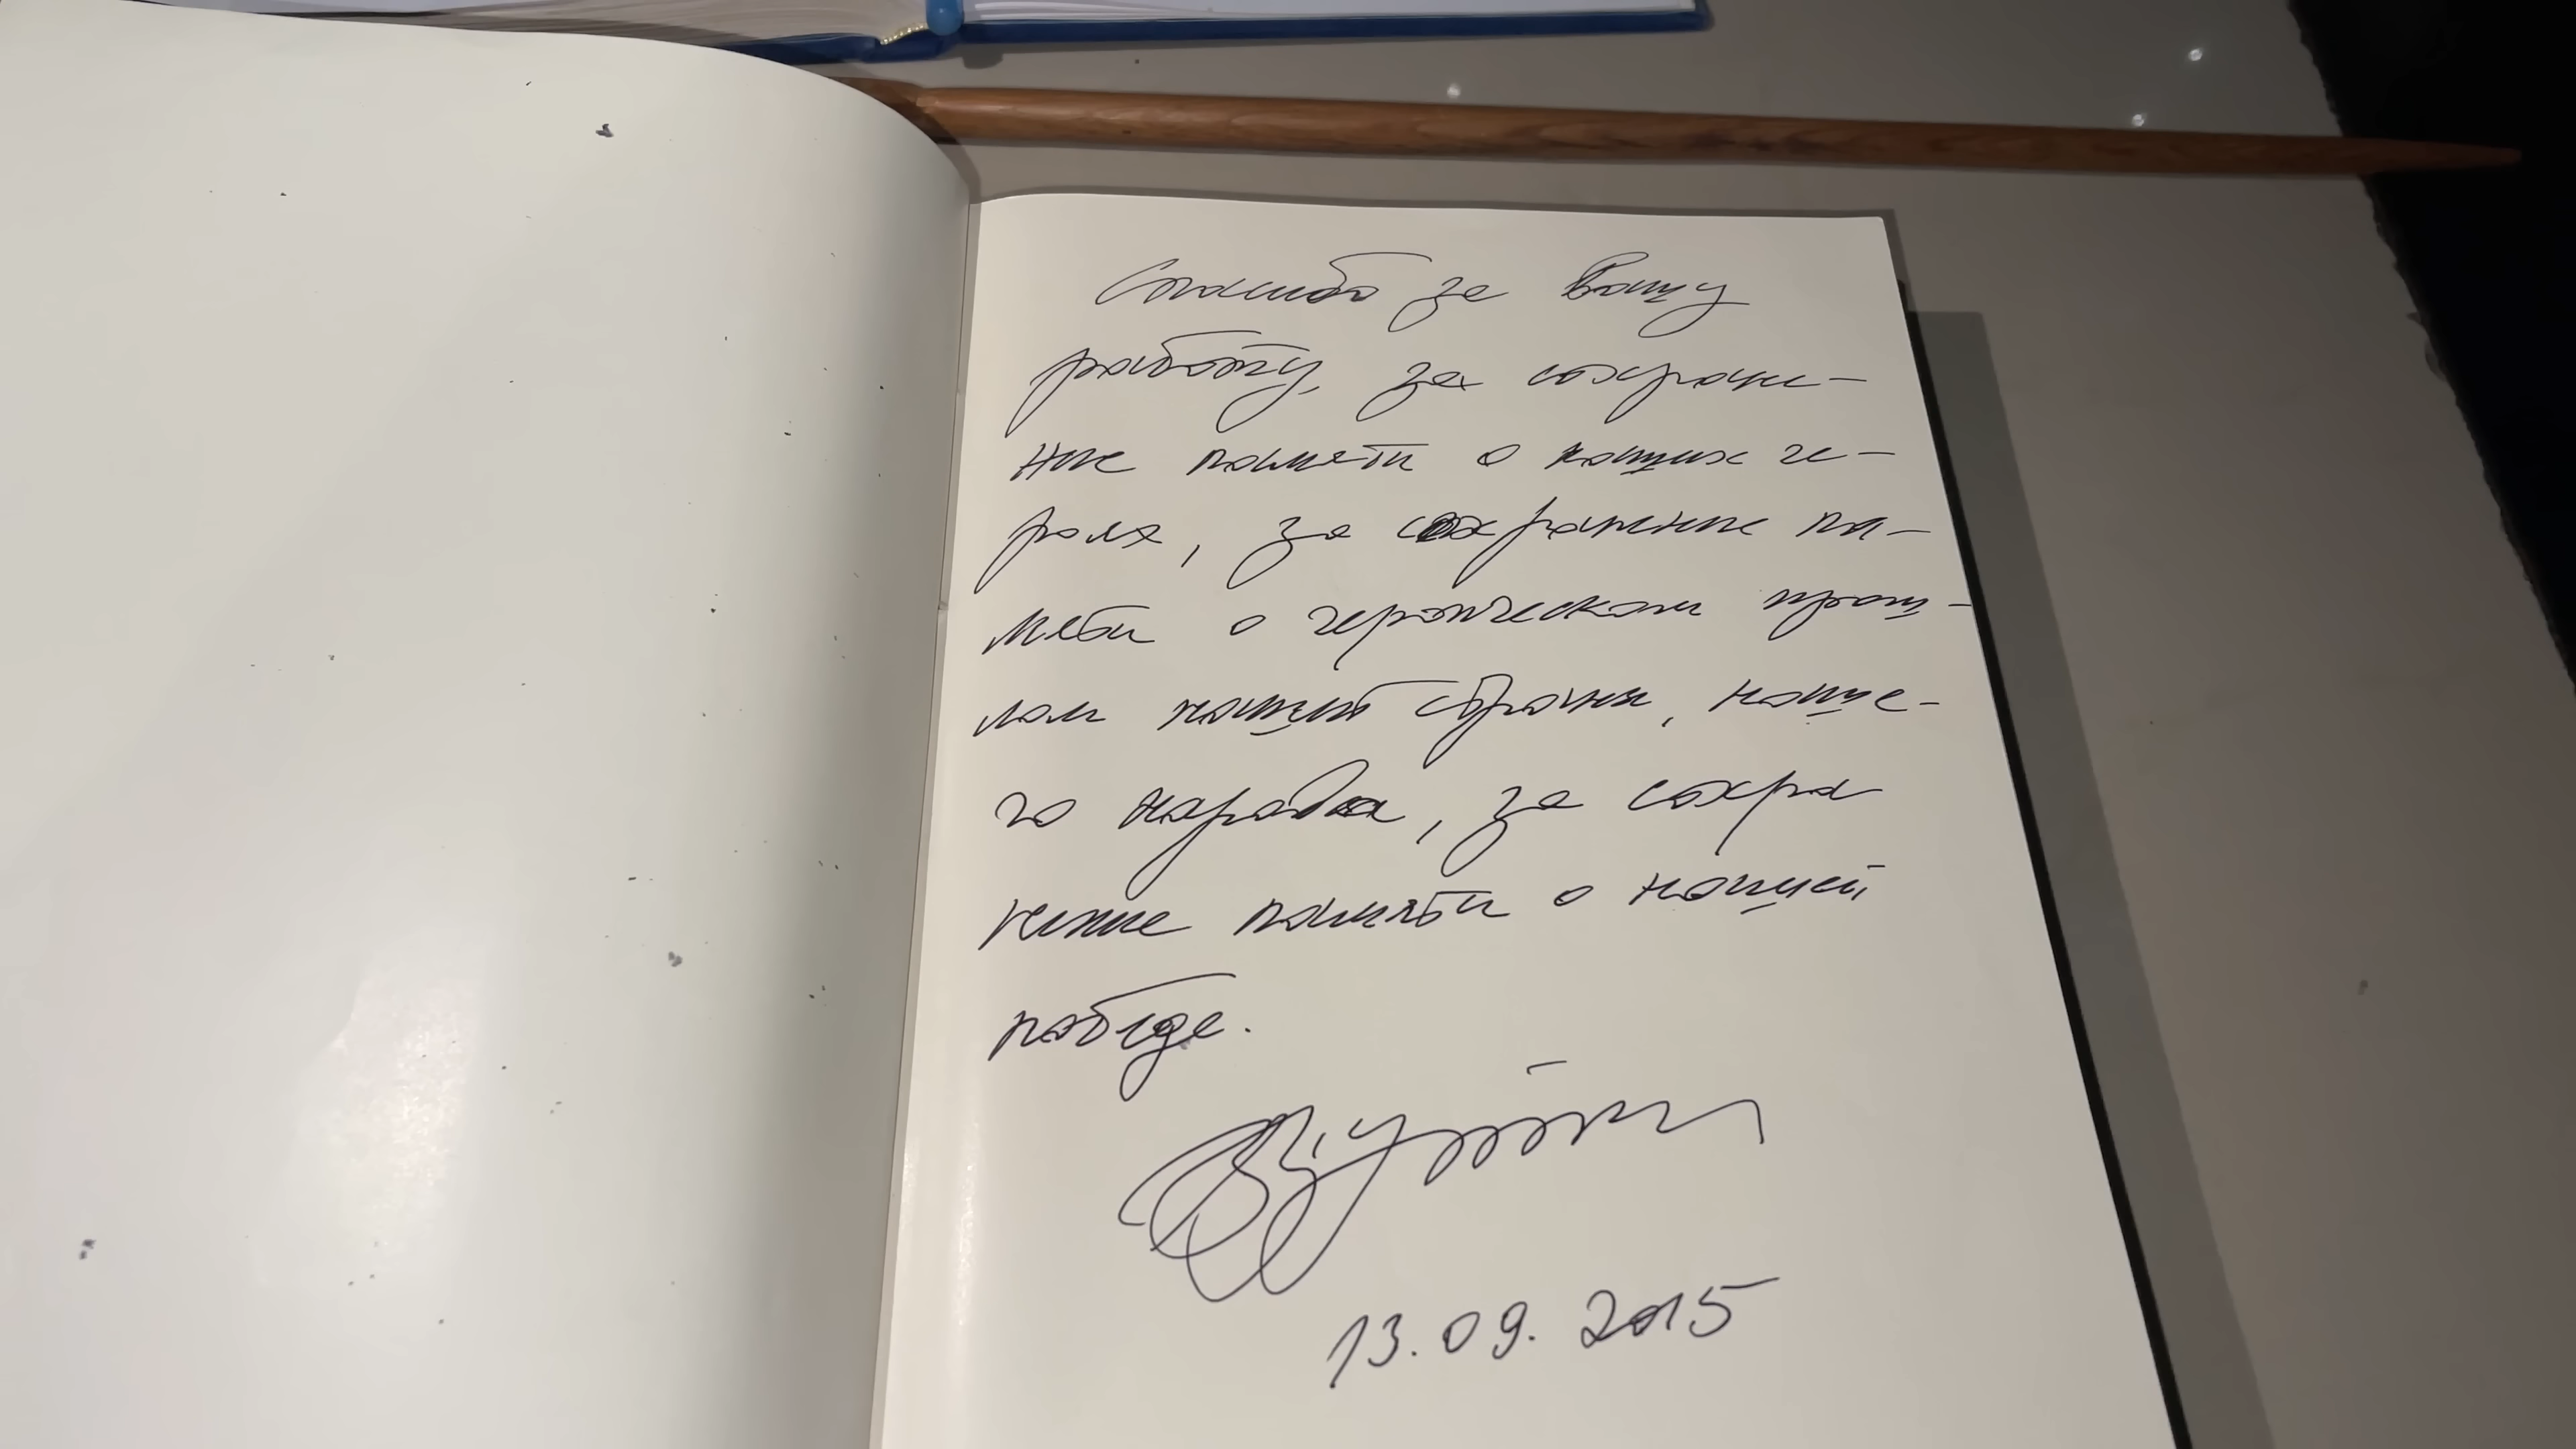 Спасибо за Вашу
работу, за сохране-
ние памяти о наших ге-
роях, за сохранение па-
мяти о героическом прош-
лом нашей страны, наше-
го народа, за сохра
нение памяти о нашей
победе.
13.09.2015